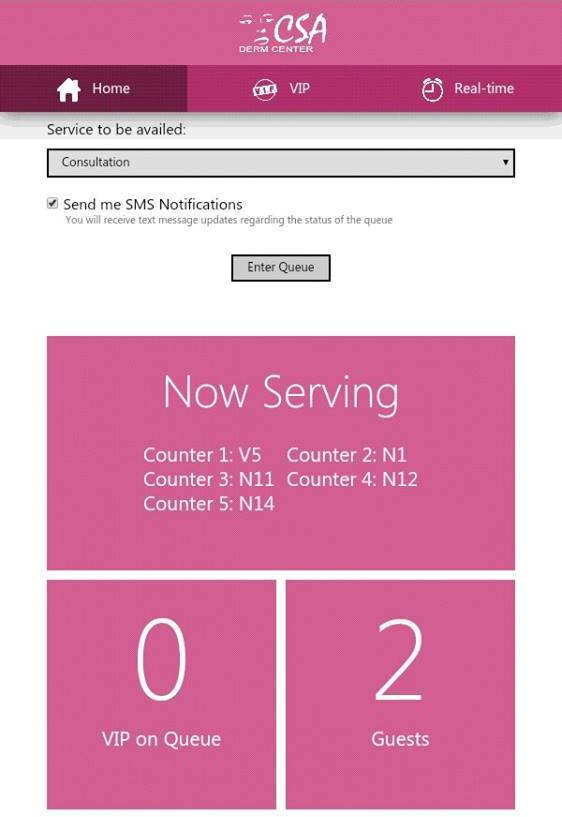 CSA
DERM CENTER
Home VIP VIP Real-time
Service to be availed:
Consultation
Send me SMS Notifications
You will receive text message updates regarding the status of the queue
Enter Queue
Now Serving
Counter 1: V5 Counter 2: N1
Counter 3: N11 Counter 4: N12
Counter 5: N14
0 2
VIP on Queue Guests